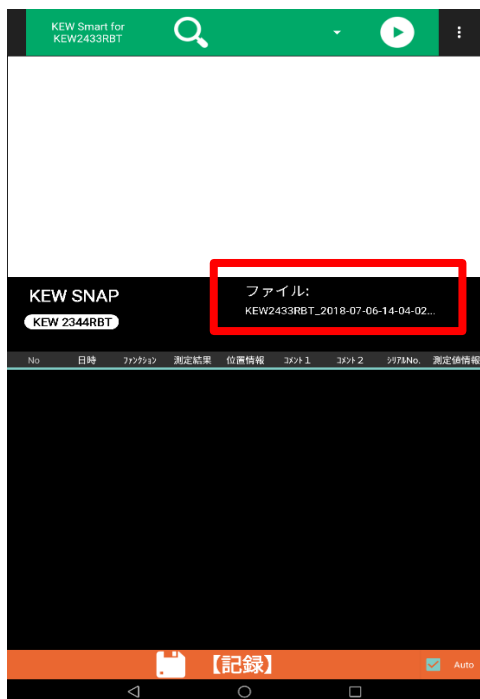 KEW Smart for
KEW2433RBT
KEW SNAP
KEW 2344RBT
ファイル:
KEW2433RBT_2018-07-06-14-04-02...
No 日時 ﾌｧﾝｸｼｮﾝ 測定結果 位置情報 ｺﾒﾝﾄ１ ｺﾒﾝﾄ２ ｼﾘｱﾙNo. 測定値情報
【記録】
Auto